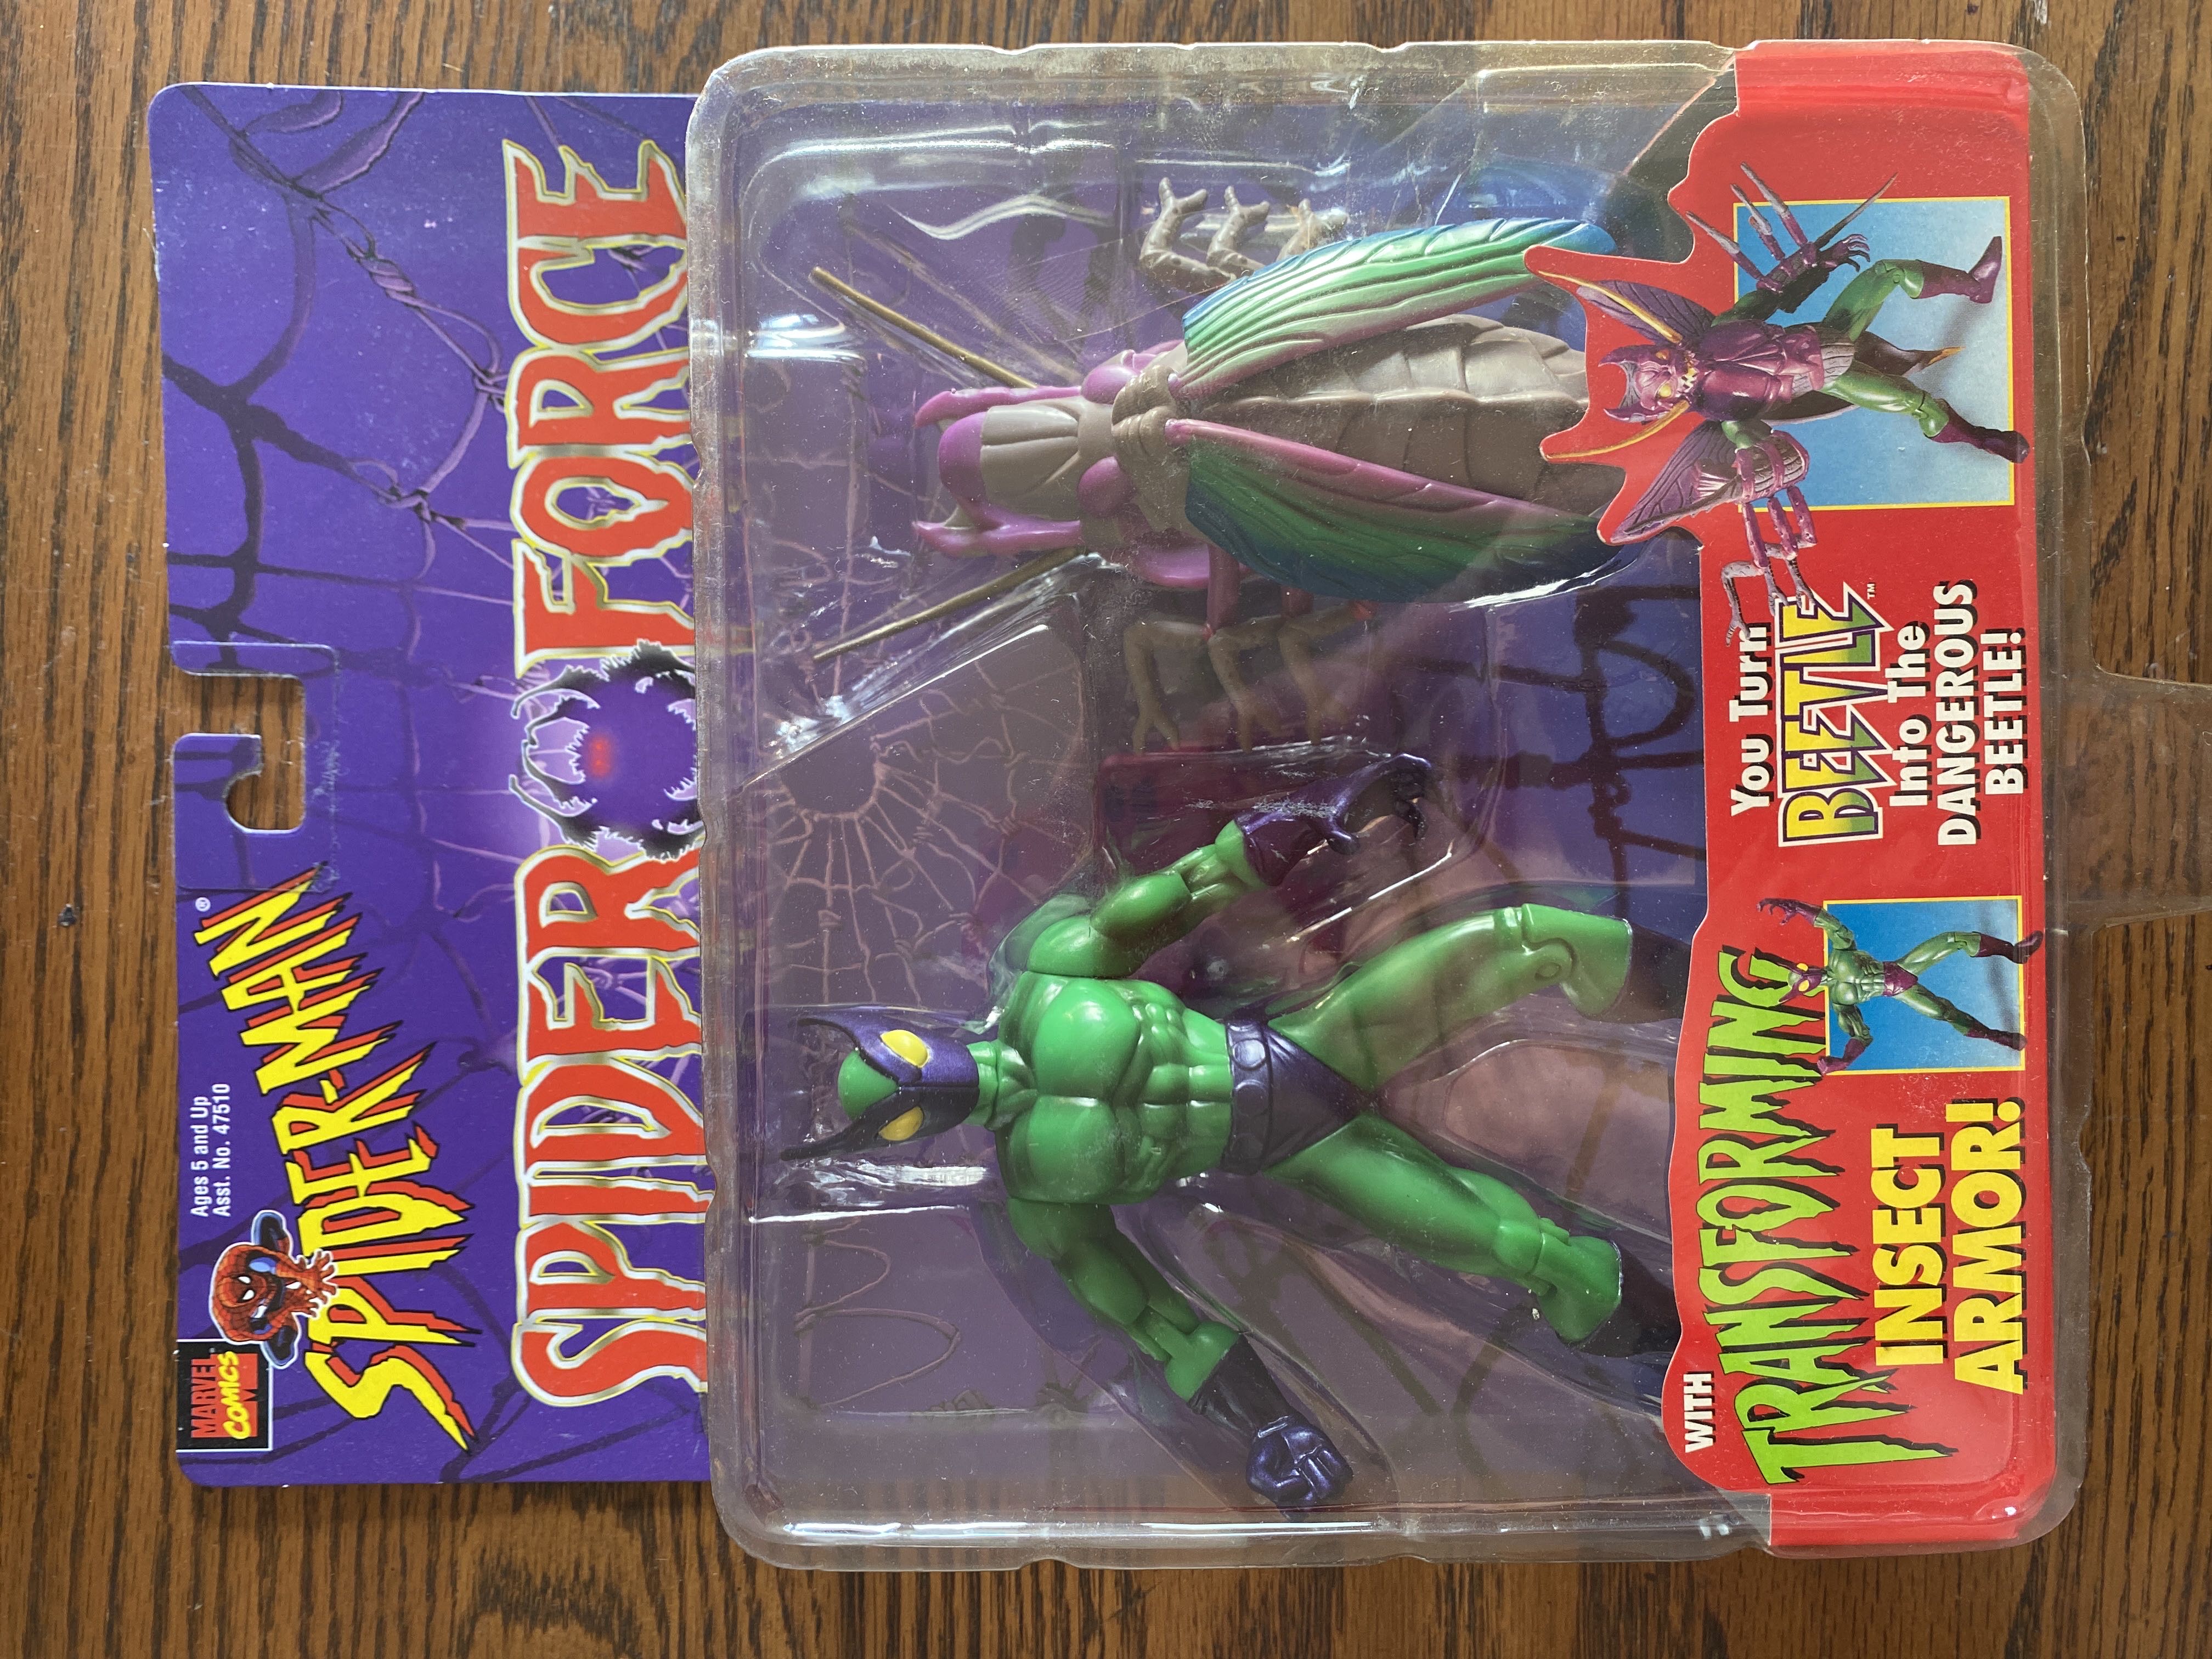 MARVEL
COMICS
Ages 5 and Up
Asst. No. 47510
SPIDER-MAN®
SPIDER FORCE
WITH
TRANSFORMING
INSECT
ARMOR!
You Turn
BEETLE™
Into The
DANGEROUS
BEETLE!